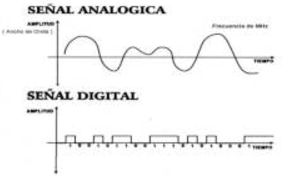 SEÑAL ANALOGICA
AMPLITUD
( Ancho de Onda )
Frecuencia de MHz
TIEMPO
SEÑAL DIGITAL
AMPLITUD
TIEMPO